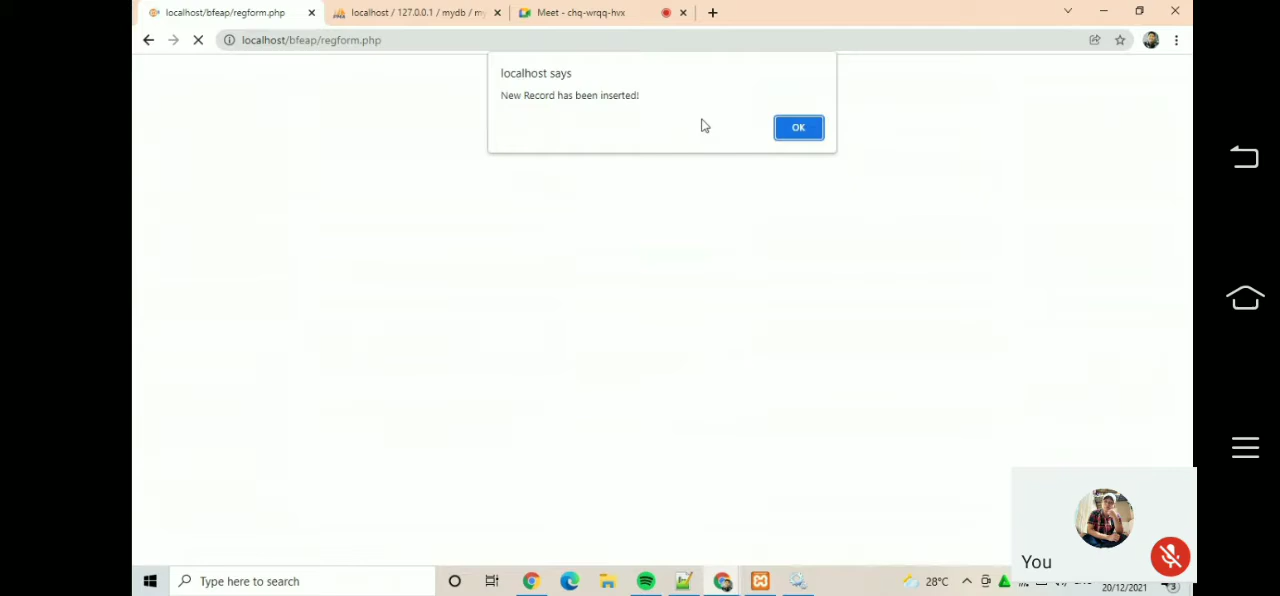 localhost/bfeap/regform.php
localhost / 127.0.0.1 / mydb / my
Meet - chq-wrqq-hvx
localhost/bfeap/regform.php
localhost says
New Record has been inserted!
OK
You
Type here to search
28°C
20/12/2021